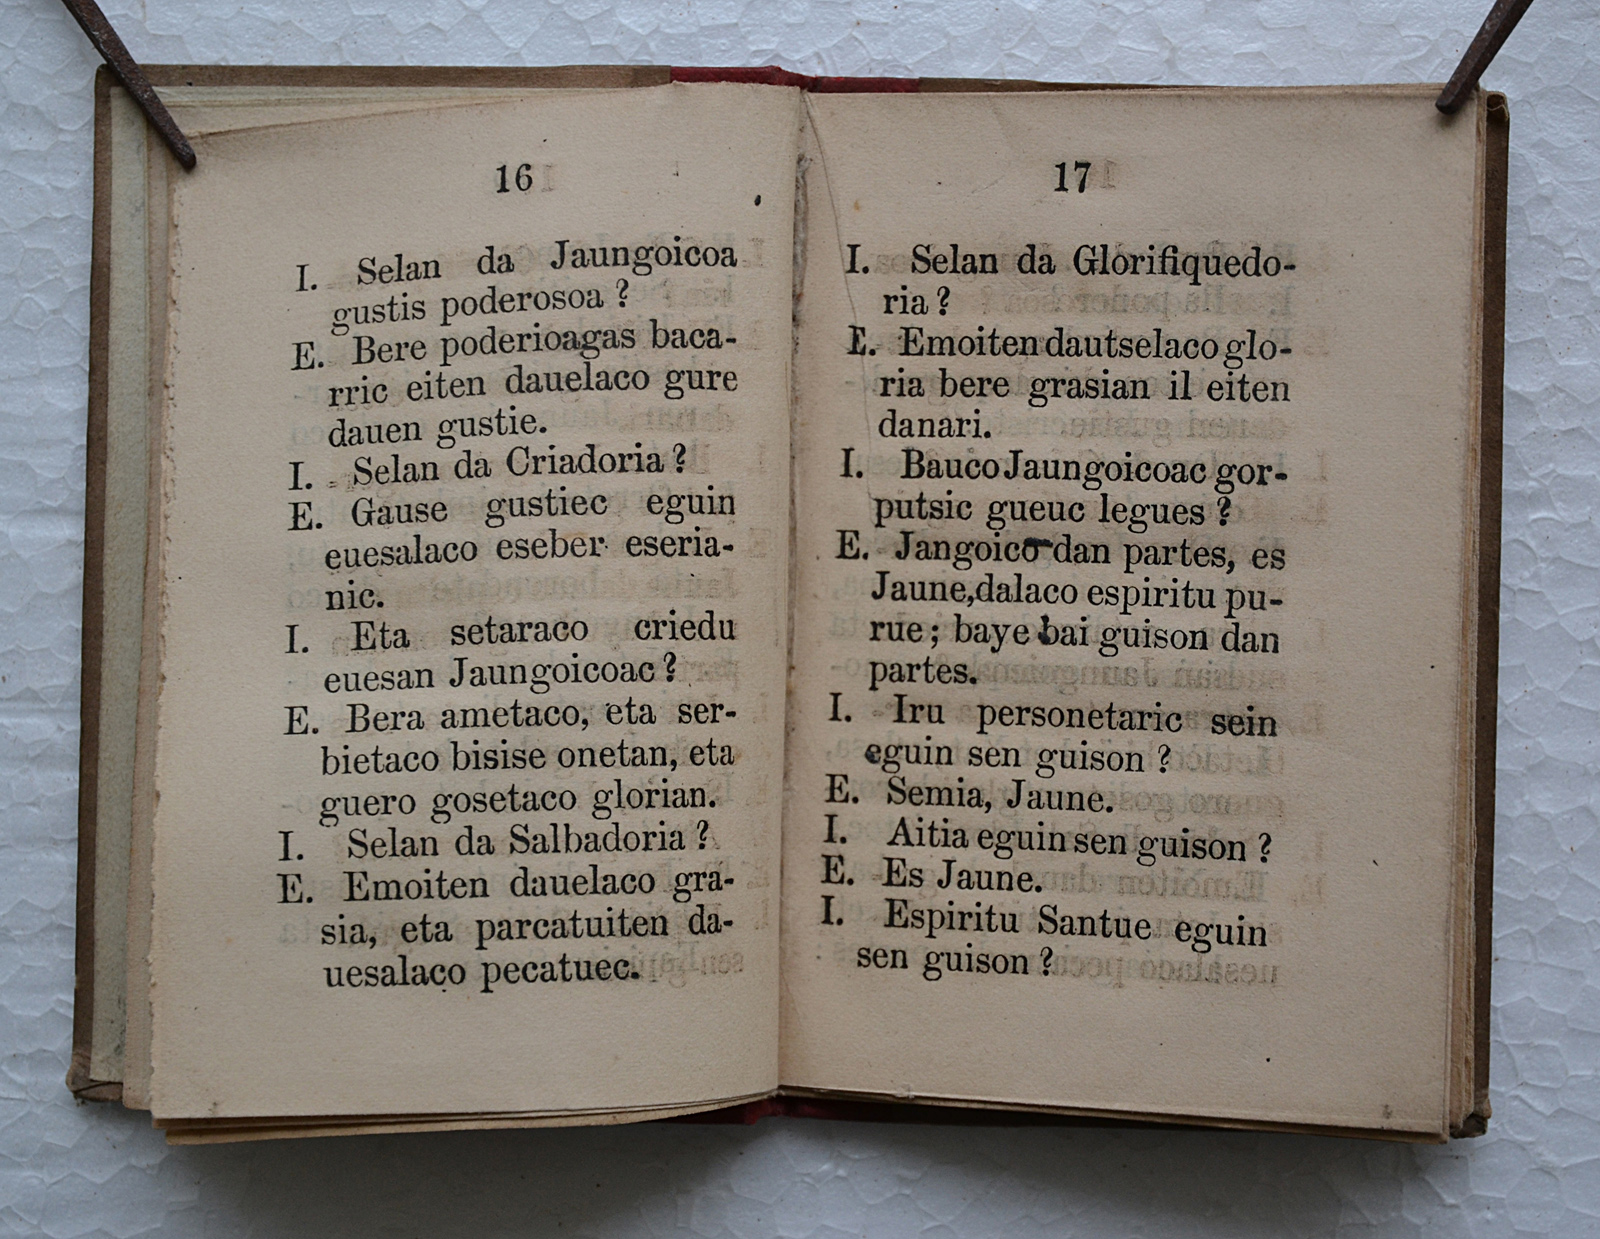 16
I. Selan da Jaungoicoa
gustis poderosoa ?
E. Bere poderioagas baca-
rric eiten dauelaco gure
dauen gustie.
I. Selan da Criadoria ?
E. Gause gustiec eguin
euesalaco eseber eseria-
nic.
I. Eta setaraco criedu
euesan Jaungoicoac ?
E. Bera ametaco, eta ser-
bietaco bisise onetan, eta
guero gosetaco glorian.
I. Selan da Salbadoria ?
E. Emoiten dauelaco gra-
sia, eta parcatuiten da-
uesalaco pecatuec.
17
I. Selan da Glorifiquedo-
ria ?
E. Emoiten dautselaco glo-
ria bere grasian il eiten
danari.
I. Bauco Jaungoicoac gor-
putsic gueuc legues ?
E. Jangoico dan partes, es
Jaune, dalaco espiritu pu-
rue ; baye bai guison dan
partes.
I. Iru personetaric sein
eguin sen guison ?
E. Semia, Jaune.
I. Aitia eguin sen guison ?
E. Es Jaune.
I. Espiritu Santue eguin
sen guison ?